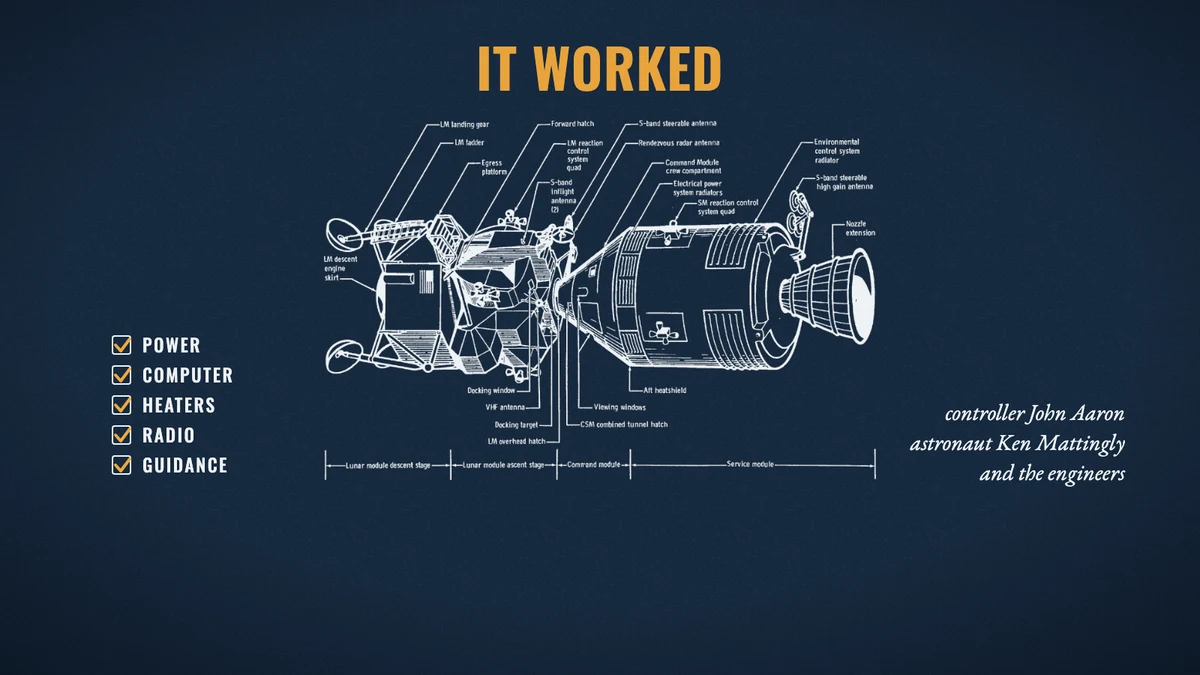 IT WORKED
LM landing gear
LM ladder
Egress
platform
Forward hatch
LM reaction
control
system
quad
S-band
inflight
antenna
(2)
S-band steerable antenna
Rendezvous radar antenna
Command Module
crew compartment
Electrical power
system radiators
SM reaction control
system quad
Environmental
control system
radiator
S-band steerable
high gain antenna
Nozzle
extension
LM descent
engine
skirt
Docking window
VHF antenna
Docking target
LM overhead hatch
Aft heatshield
Viewing windows
CSM combined tunnel hatch
Lunar module descent stage
Lunar module ascent stage
Command module
Service module
POWER
COMPUTER
HEATERS
RADIO
GUIDANCE
controller John Aaron
astronaut Ken Mattingly
and the engineers